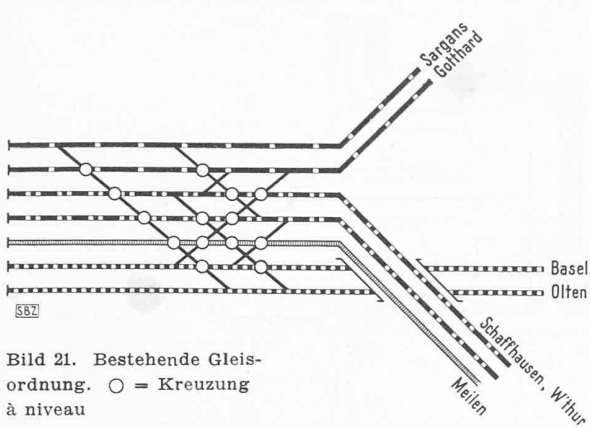 Sargans
Gotthard
Basel
Olten
Schaffhausen, W'thur
Meilen
SBZ
Bild 21. Bestehende Gleis-
ordnung. ○ = Kreuzung
à niveau